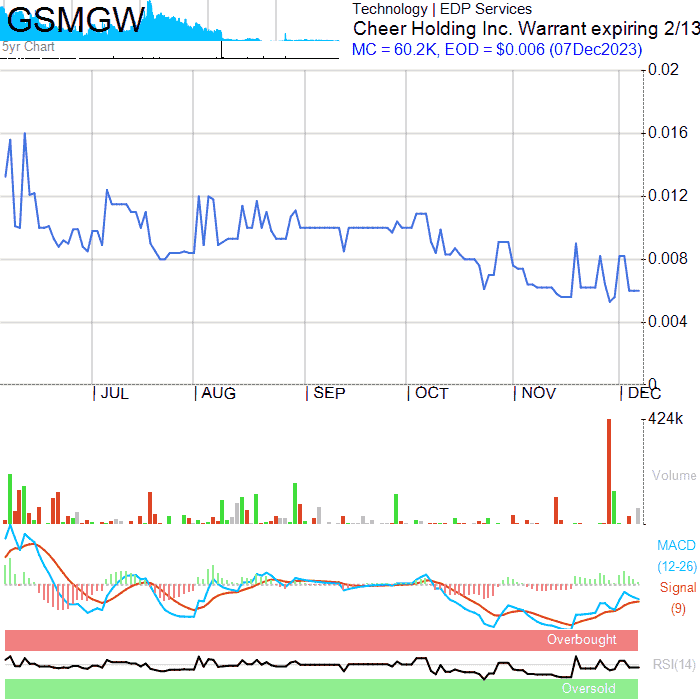 GSMGW
5yr Chart
Technology | EDP Services
Cheer Holding Inc. Warrant expiring 2/13
MC = 60.2K, EOD = $0.006 (07Dec2023)
0.02
0.016
0.012
0.008
0.004
0
JUL AUG SEP OCT NOV DEC
424k
Volume
MACD
(12-26)
Signal
(9)
Overbought
RSI(14)
Oversold